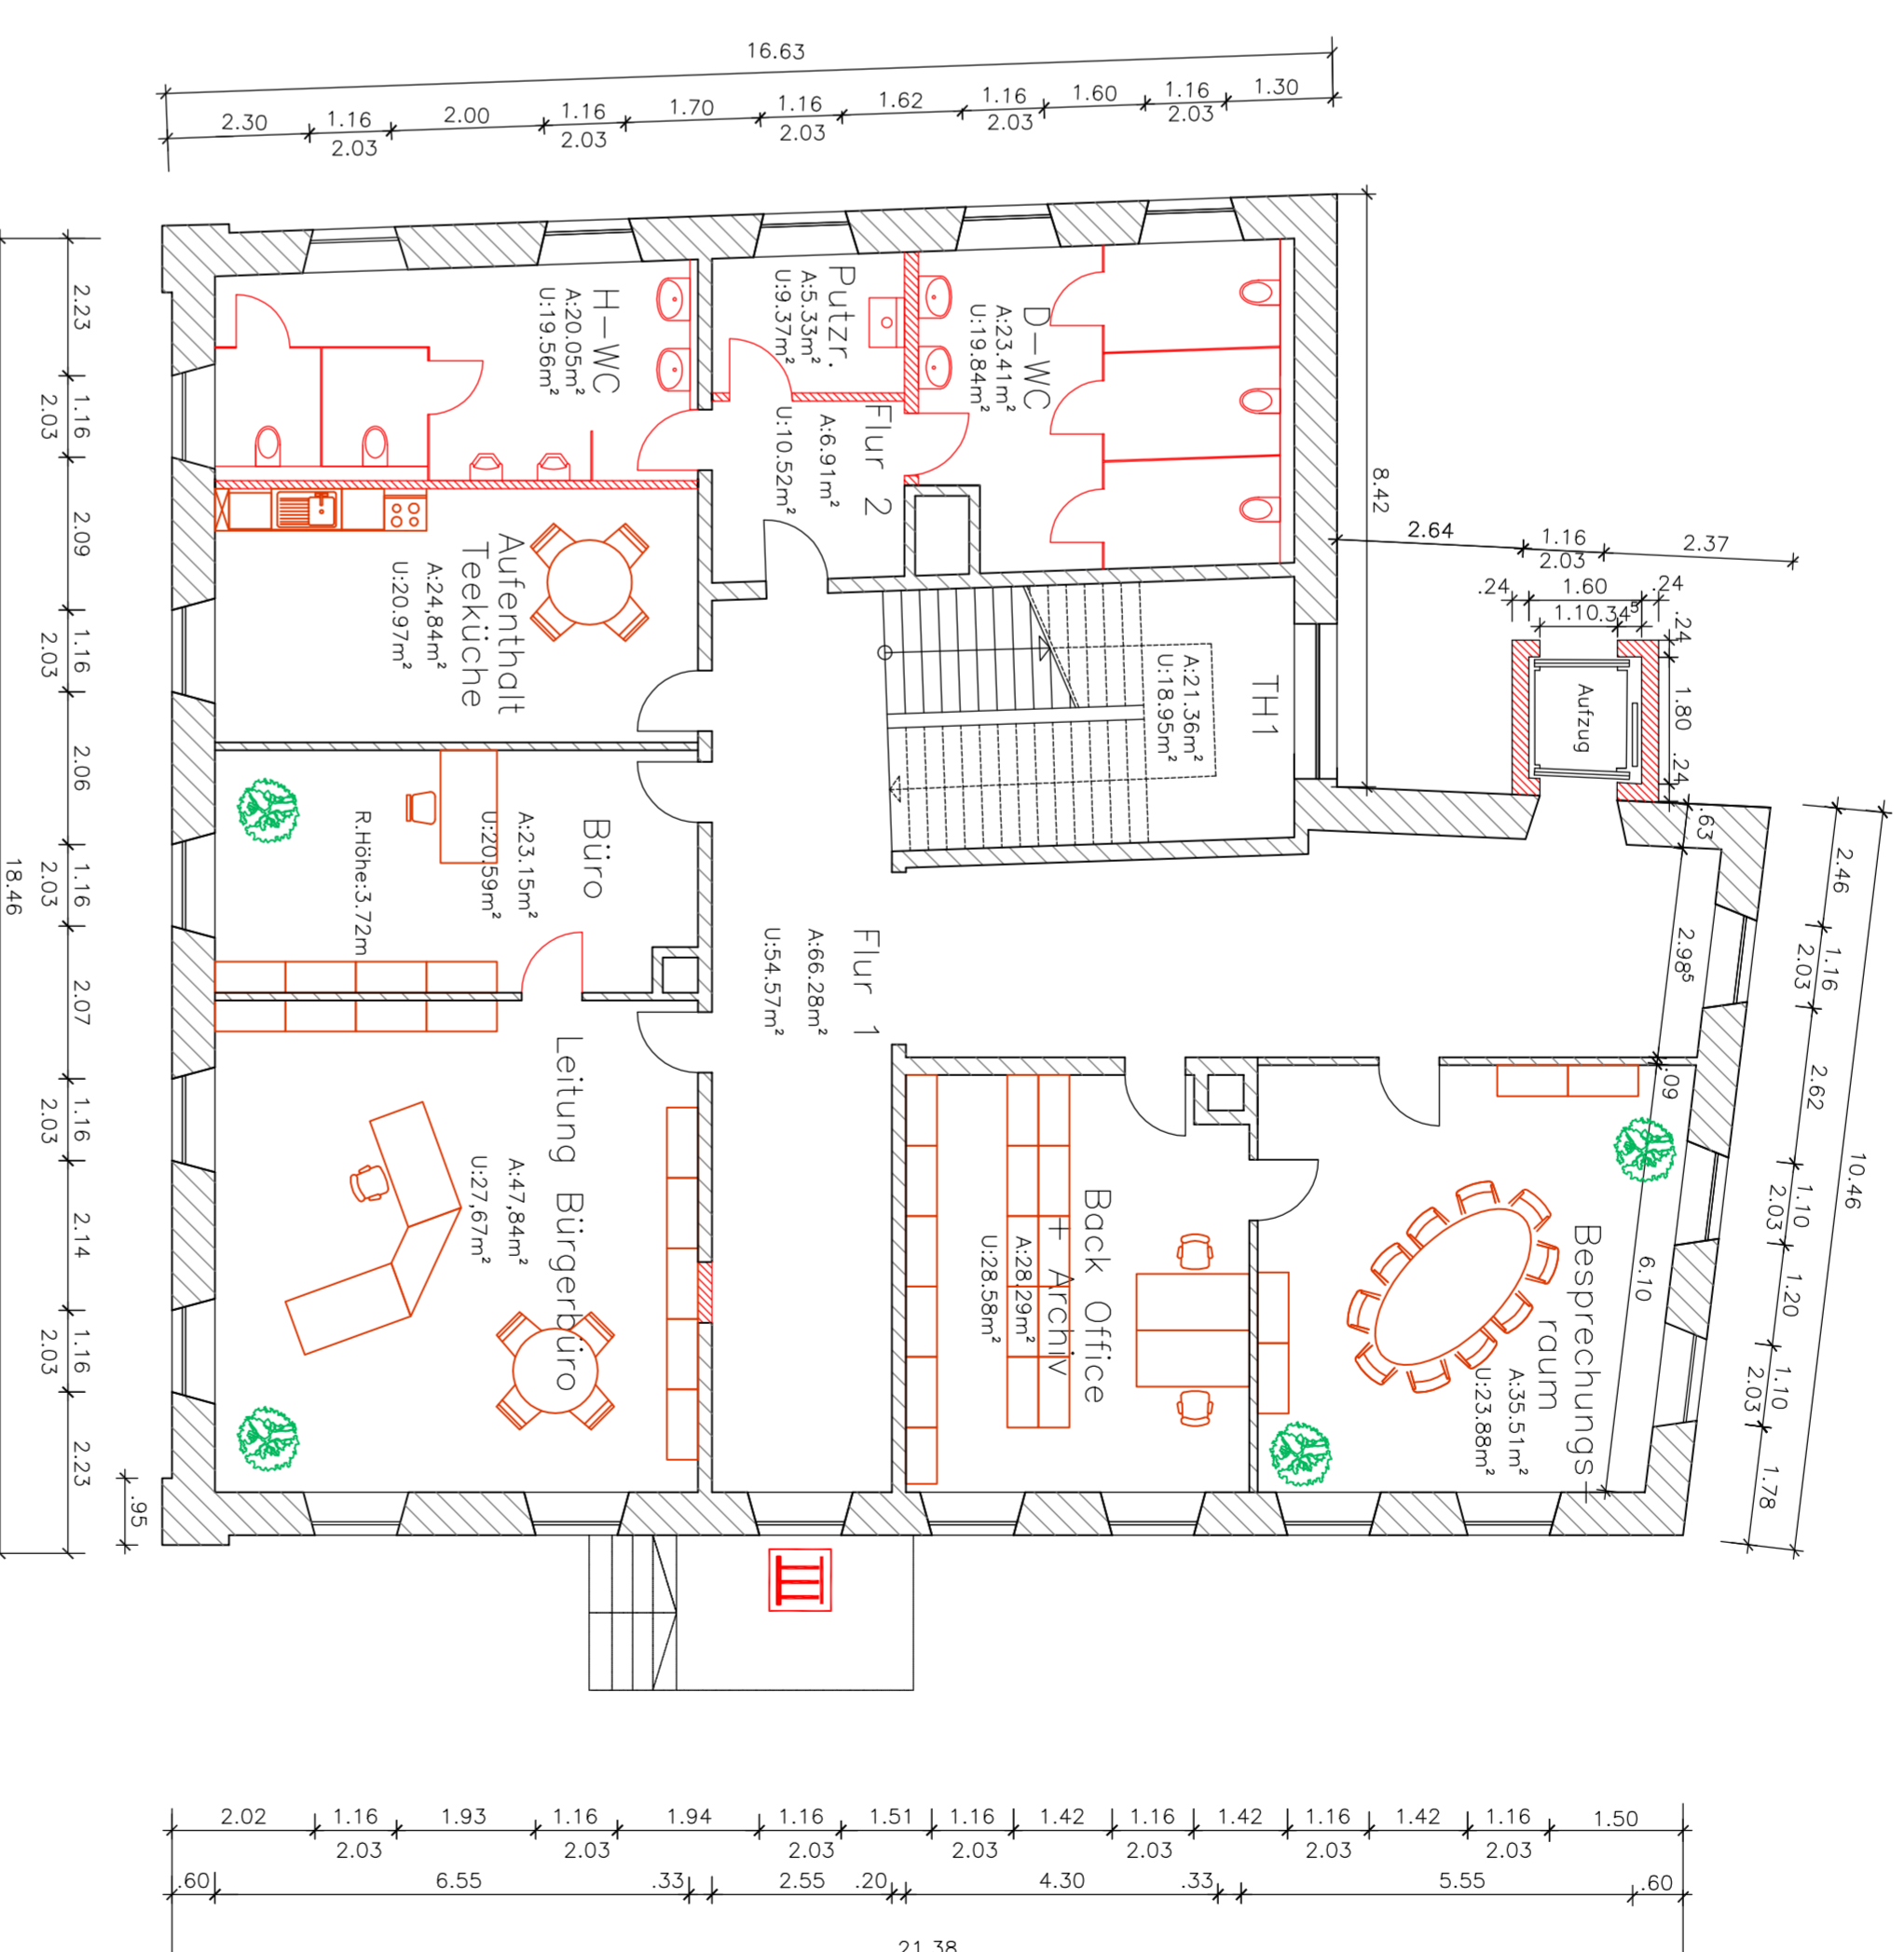 16.63
2.30
1.16
2.03
2.00
1.16
2.03
1.70
1.16
2.03
1.62
1.16
2.03
1.60
1.16
2.03
1.30
H-WC
A:20.05m²
U:19.56m²
Putzr.
A:5.33m²
U:9.37m²
D-WC
A:23.41m²
U:19.84m²
Flur 2
A:6.91m²
U:10.52m²
Aufenthalt
Teeküche
A:24,84m²
U:20.97m²
TH1
A:21.36m²
U:18.95m²
Büro
A:23.15m²
U:20.59m²
R.Höhe:3.72m
Flur 1
A:66.28m²
U:54.57m²
Leitung Bürgerbüro
A:47,84m²
U:27,67m²
Back Office
+ Archiv
A:28.29m²
U:28.58m²
Besprechungs-
raum
A:35.51m²
U:23.88m²
Aufzug
8.42
2.64
1.16
2.03
2.37
.24
1.60
.24
1.10
.34⁵
.24
1.80
.24
.63
2.98⁵
.09
6.10
2.46
1.16
2.03
2.62
1.10
2.03
1.20
1.10
2.03
1.78
10.46
2.23
1.16
2.03
2.09
1.16
2.03
2.06
1.16
2.03
2.07
1.16
2.03
2.14
1.16
2.03
2.23
18.46
.95
2.02
1.16
2.03
1.93
1.16
2.03
1.94
1.16
2.03
1.51
1.16
2.03
1.42
1.16
2.03
1.42
1.16
2.03
1.42
1.16
2.03
1.50
.60
6.55
.33
2.55
.20
4.30
.33
5.55
.60
21.38